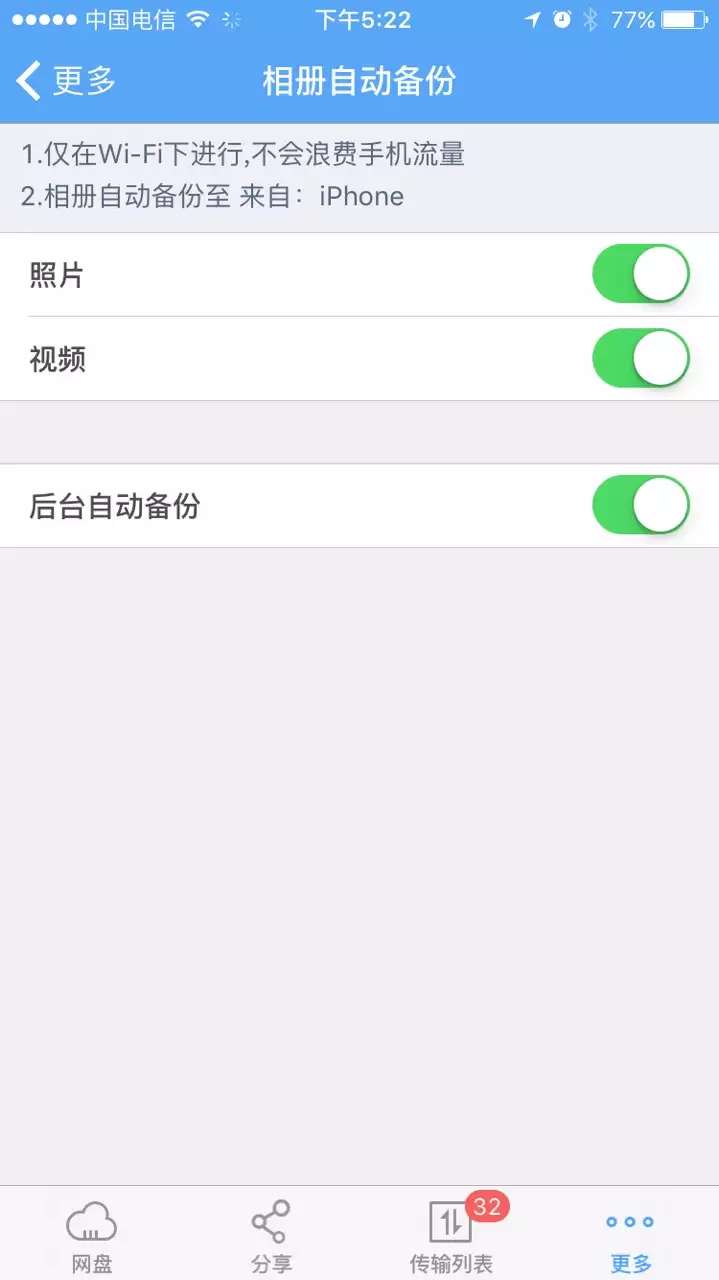 中国电信 下午5:22 77%
更多 相册自动备份
1.仅在Wi-Fi下进行,不会浪费手机流量
2.相册自动备份至 来自：iPhone
照片
视频
后台自动备份
32
网盘 分享 传输列表 更多